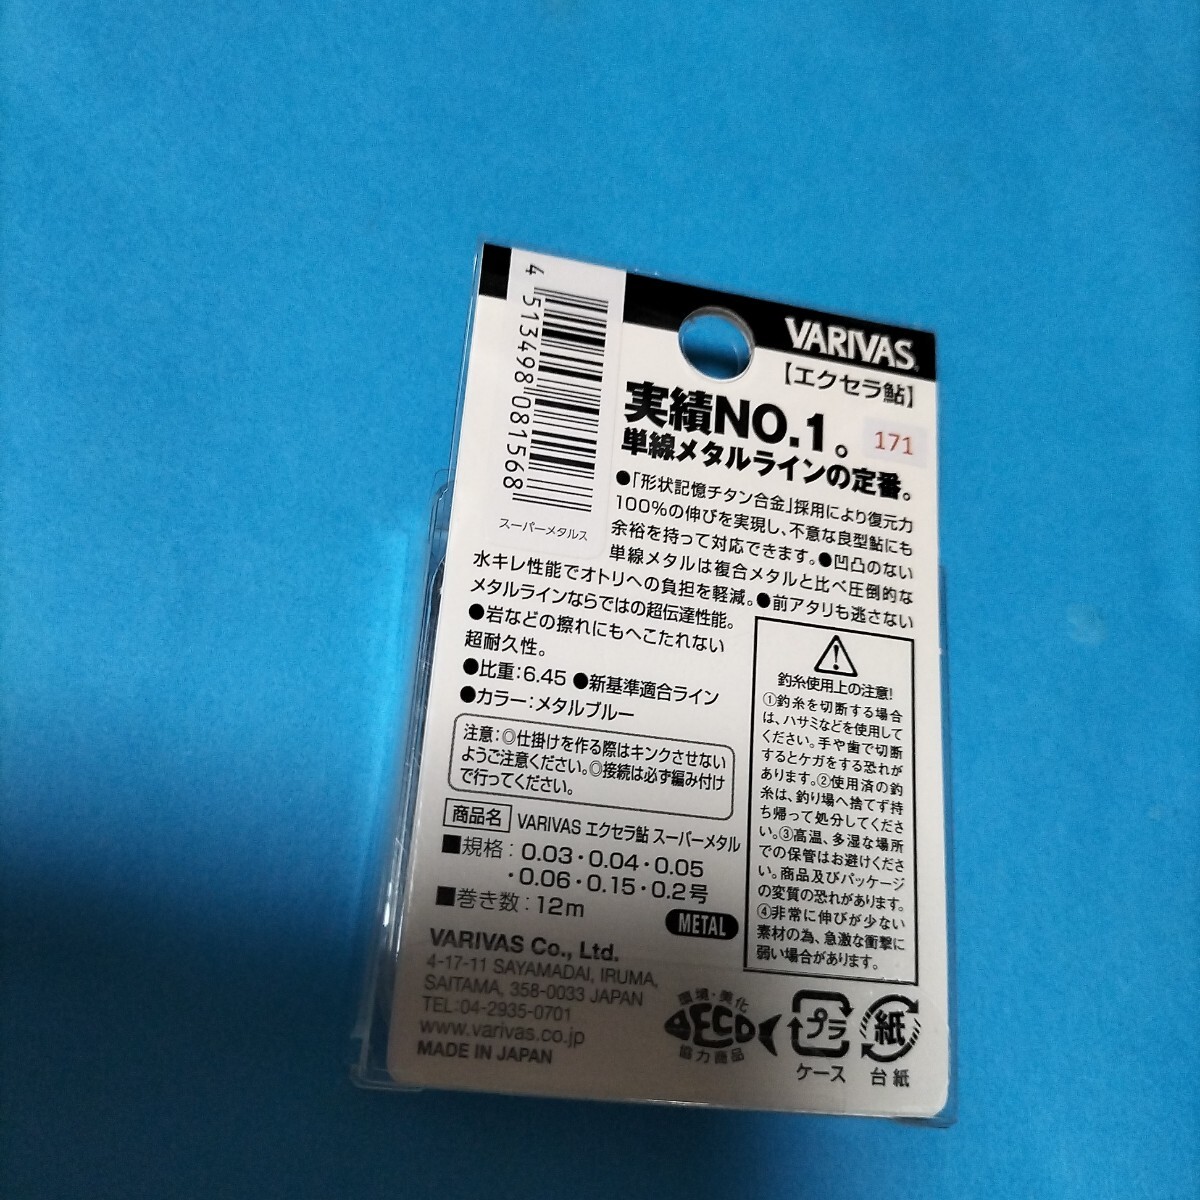 VARIVAS®
【エクセラ鮎】
実績NO.1。
171
単線メタルラインの定番。
●「形状記憶チタン合金」採用により復元力
100%の伸びを実現し、不意な良型鮎にも
余裕を持って対応できます。●凹凸のない
単線メタルは複合メタルと比べ圧倒的な
水キレ性能でオトリへの負担を軽減。●前アタリも逃さない
メタルラインならではの超伝達性能。
●岩などの擦れにもへこたれない
超耐久性。
●比重:6.45 ●新基準適合ライン
●カラー:メタルブルー
注意:◎仕掛けを作る際はキンクさせない
ようご注意ください。◎接続は必ず編み付け
で行ってください。
商品名 VARIVAS エクセラ鮎 スーパーメタル
■規格:0.03・0.04・0.05
・0.06・0.15・0.2号
■巻き数:12m
METAL
VARIVAS Co., Ltd.
4-17-11 SAYAMADAI, IRUMA,
SAITAMA, 358-0033 JAPAN
TEL:04-2935-0701
www.varivas.co.jp
MADE IN JAPAN
4 513498 081568
スーパーメタルス
釣糸使用上の注意!
①釣糸を切断する場合
は、ハサミなどを使用して
ください。手や歯で切断
するとケガをする恐れが
あります。②使用済の釣
糸は、釣り場へ捨てず持
ち帰って処分してくださ
い。③高温、多湿な場所
での保管はお避けくださ
い。商品及びパッケージ
の変質の恐れがあります。
④非常に伸びが少ない
素材の為、急激な衝撃に
弱い場合があります。
環境・美化
ECO
協力商品
プラ
ケース
紙
台紙